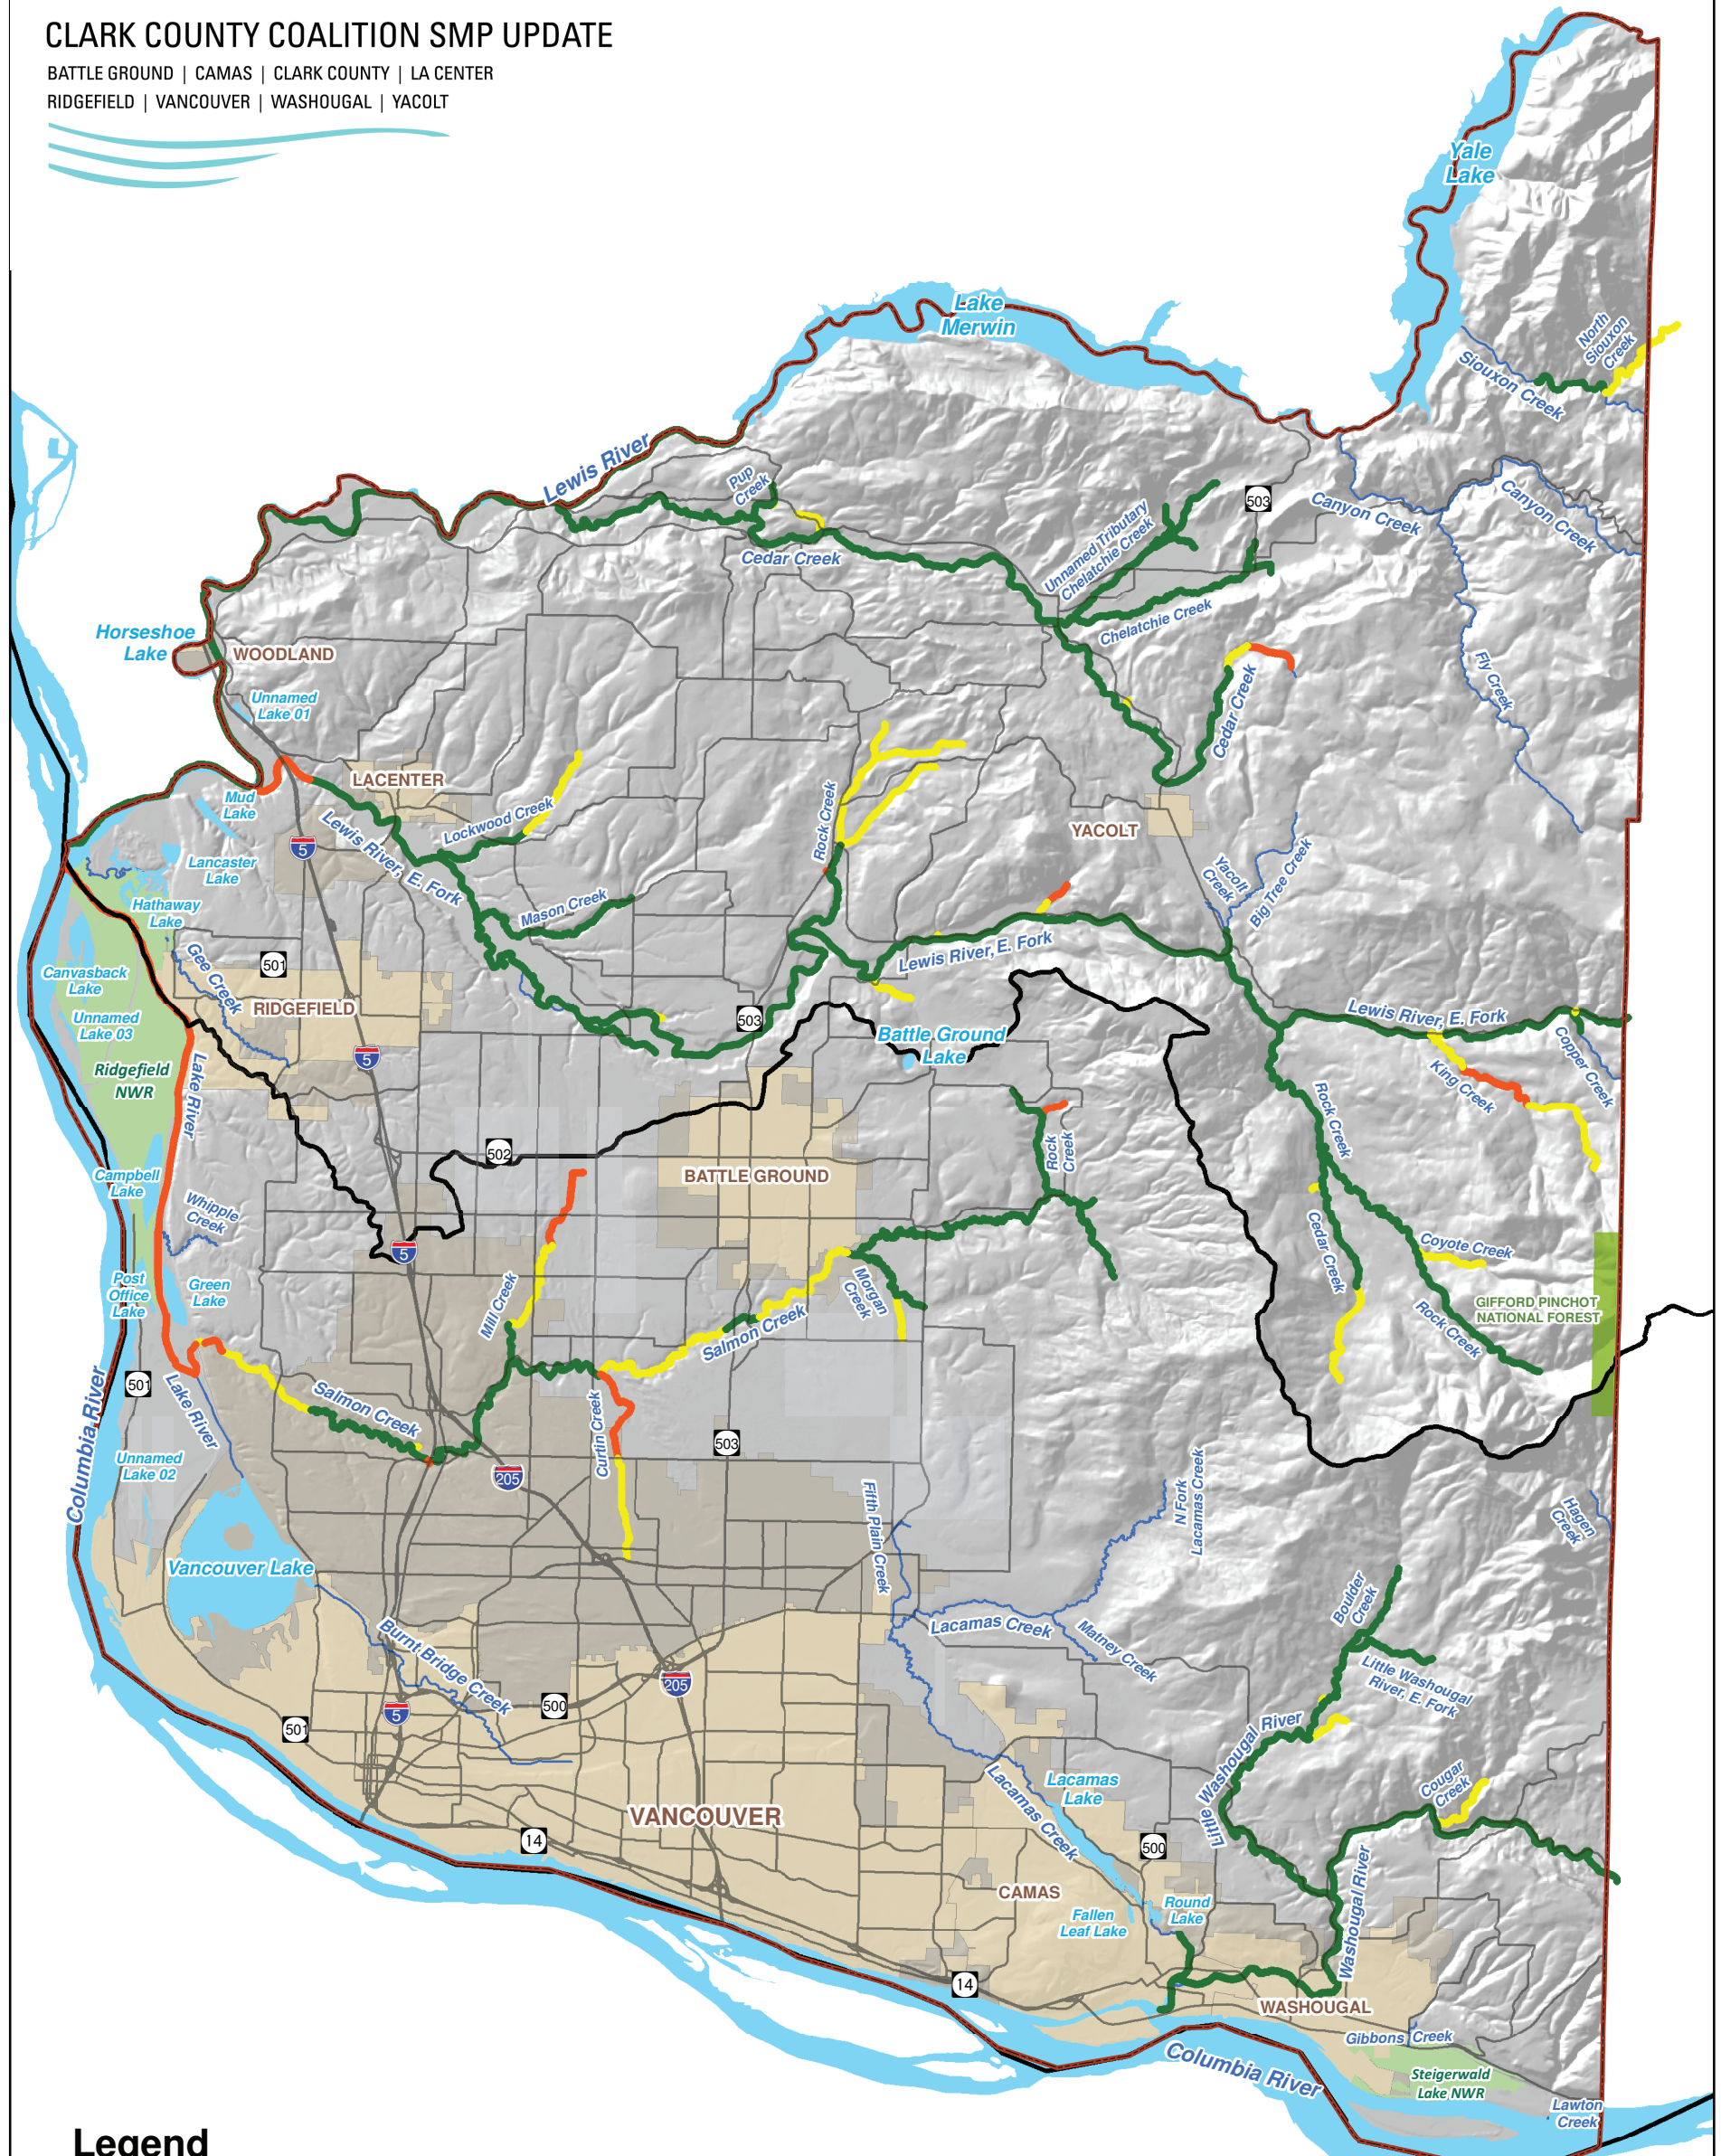 CLARK COUNTY COALITION SMP UPDATE
BATTLE GROUND | CAMAS | CLARK COUNTY | LA CENTER
RIDGEFIELD | VANCOUVER | WASHOUGAL | YACOLT
Yale
Lake
Lake
Merwin
North
Siouxon
Creek
Siouxon Creek
Lewis River
Pup
Creek
503
Canyon Creek
Canyon Creek
Unnamed Tributary
Chelatchie Creek
Cedar Creek
Chelatchie Creek
Horseshoe
Lake
WOODLAND
Fly Creek
Unnamed
Lake 01
Cedar Creek
LACENTER
Mud
Lake
Lockwood Creek
Rock Creek
YACOLT
5
Lewis River, E. Fork
Lancaster
Lake
Yacolt
Creek
Big Tree Creek
Hathaway
Lake
Mason Creek
Lewis River, E. Fork
501
Gee Creek
Canvasback
Lake
RIDGEFIELD
Unnamed
Lake 03
503
Lewis River, E. Fork
Battle Ground
Lake
5
Copper Creek
Ridgefield
NWR
Lake River
King Creek
Rock Creek
Rock
Creek
502
BATTLE GROUND
Campbell
Lake
Whipple
Creek
5
Cedar Creek
Coyote Creek
Post
Office
Lake
Green
Lake
Mill Creek
Morgan
Creek
Salmon Creek
GIFFORD PINCHOT
NATIONAL FOREST
Rock Creek
501
Lake River
Salmon Creek
Curtin Creek
Columbia River
503
Unnamed
Lake 02
205
Fifth Plain Creek
N Fork
Lacamas Creek
Hagen
Creek
Vancouver Lake
Boulder
Creek
Burnt Bridge Creek
Lacamas Creek
Matney Creek
Little Washougal
River, E. Fork
205
500
5
501
Little Washougal River
Lacamas
Lake
Lacamas Creek
Cougar
Creek
VANCOUVER
14
500
CAMAS
Round
Lake
Fallen
Leaf Lake
Washougal River
14
WASHOUGAL
Gibbons Creek
Columbia River
Steigerwald
Lake NWR
Lawton
Creek
Legend